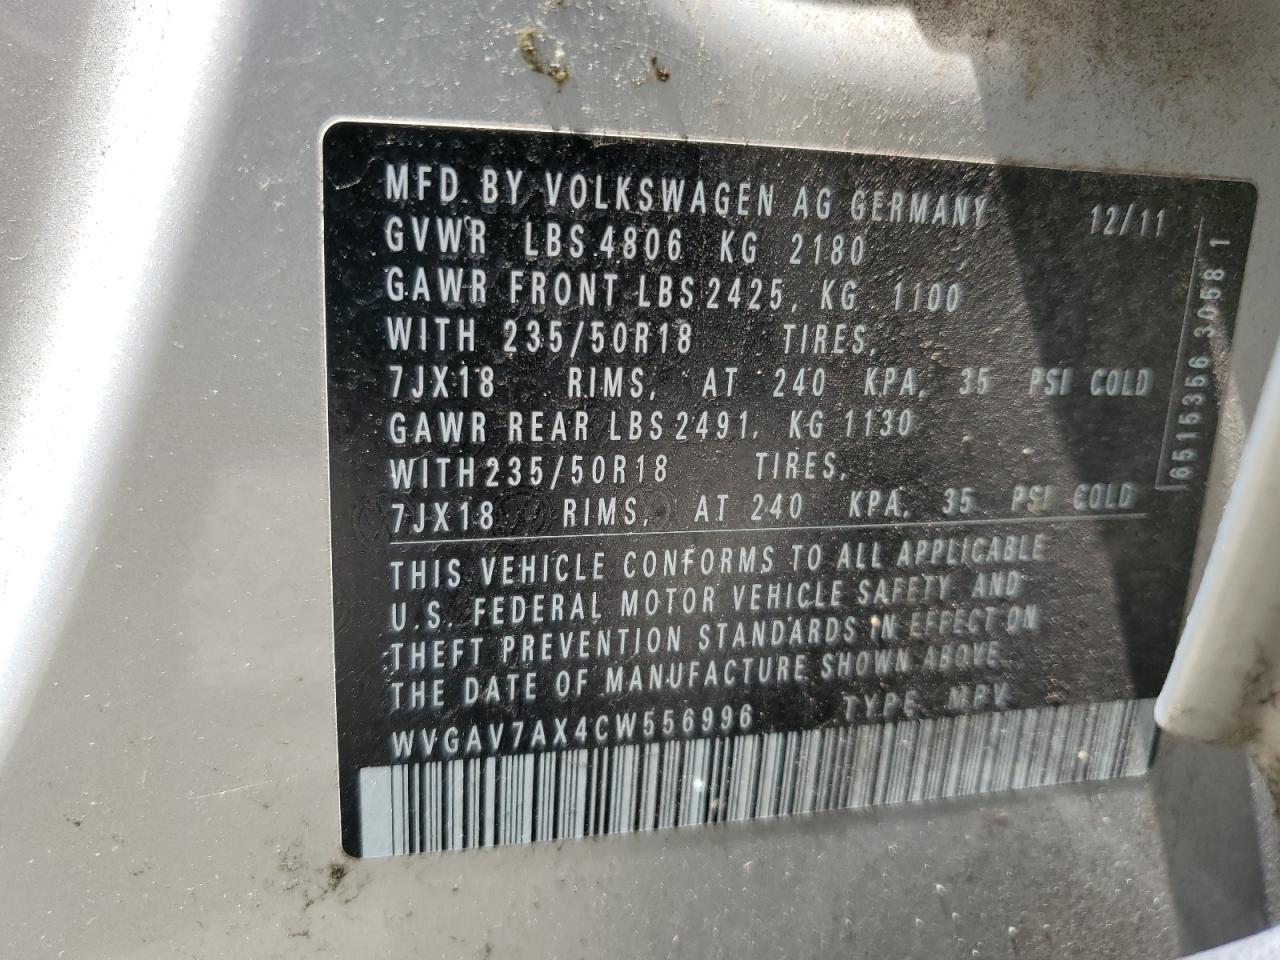 MFD. BY VOLKSWAGEN AG GERMANY 12/11
GVWR LBS 4806 KG 2180
GAWR FRONT LBS 2425, KG 1100
WITH 235/50R18 TIRES,
7JX18 RIMS, AT 240 KPA, 35 PSI COLD
GAWR REAR LBS 2491, KG 1130
WITH 235/50R18 TIRES,
7JX18 RIMS, AT 240 KPA, 35 PSI COLD
THIS VEHICLE CONFORMS TO ALL APPLICABLE
U.S. FEDERAL MOTOR VEHICLE SAFETY AND
THEFT PREVENTION STANDARDS IN EFFECT ON
THE DATE OF MANUFACTURE SHOWN ABOVE.
WVGAV7AX4CW556996 TYPE MPV
6515356 3058 1